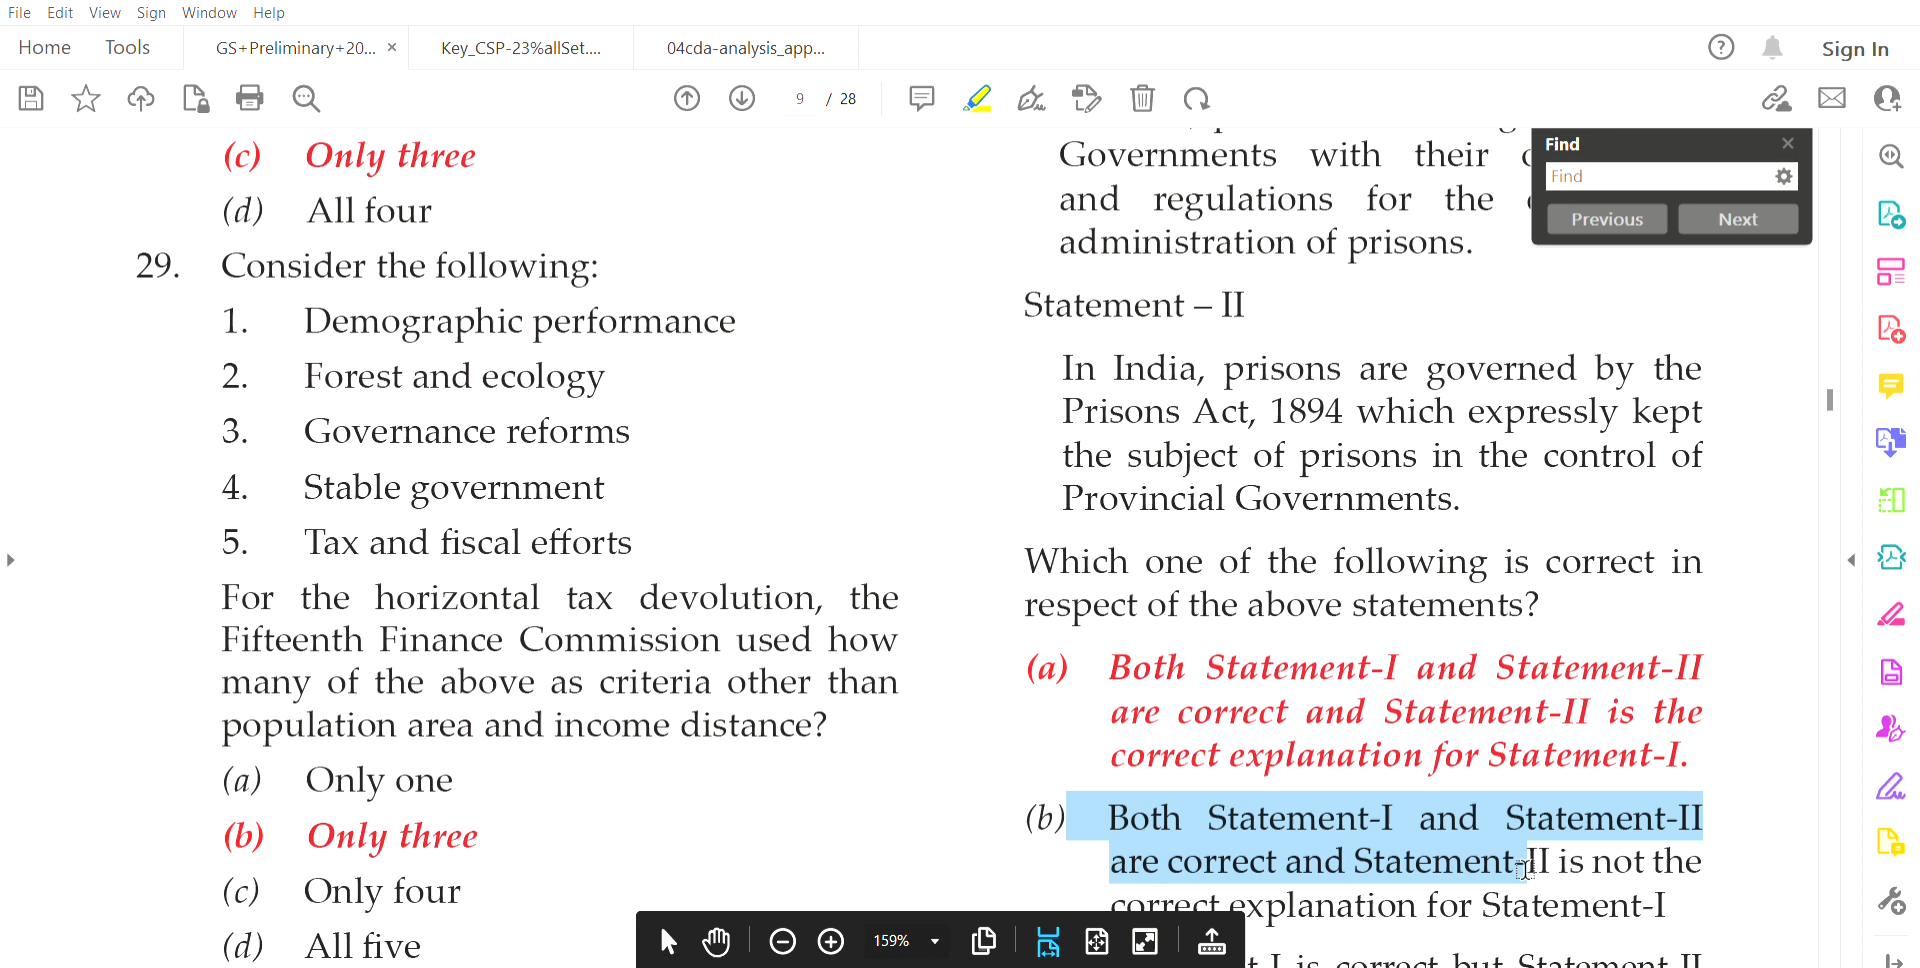 File Edit View Sign Window Help
Home Tools GS+Preliminary+20... × Key_CSP-23%allSet.... 04cda-analysis_app... Sign In
9 / 28
(c) Only three
(d) All four
29. Consider the following:
1. Demographic performance
2. Forest and ecology
3. Governance reforms
4. Stable government
5. Tax and fiscal efforts
For the horizontal tax devolution, the
Fifteenth Finance Commission used how
many of the above as criteria other than
population area and income distance?
(a) Only one
(b) Only three
(c) Only four
(d) All five
Governments with their
and regulations for the
administration of prisons.
Statement – II
In India, prisons are governed by the
Prisons Act, 1894 which expressly kept
the subject of prisons in the control of
Provincial Governments.
Which one of the following is correct in
respect of the above statements?
(a) Both Statement-I and Statement-II
are correct and Statement-II is the
correct explanation for Statement-I.
(b) Both Statement-I and Statement-II
are correct and Statement-II is not the
correct explanation for Statement-I
t-I is correct but Statement-II
Find
Find
Previous Next
159%